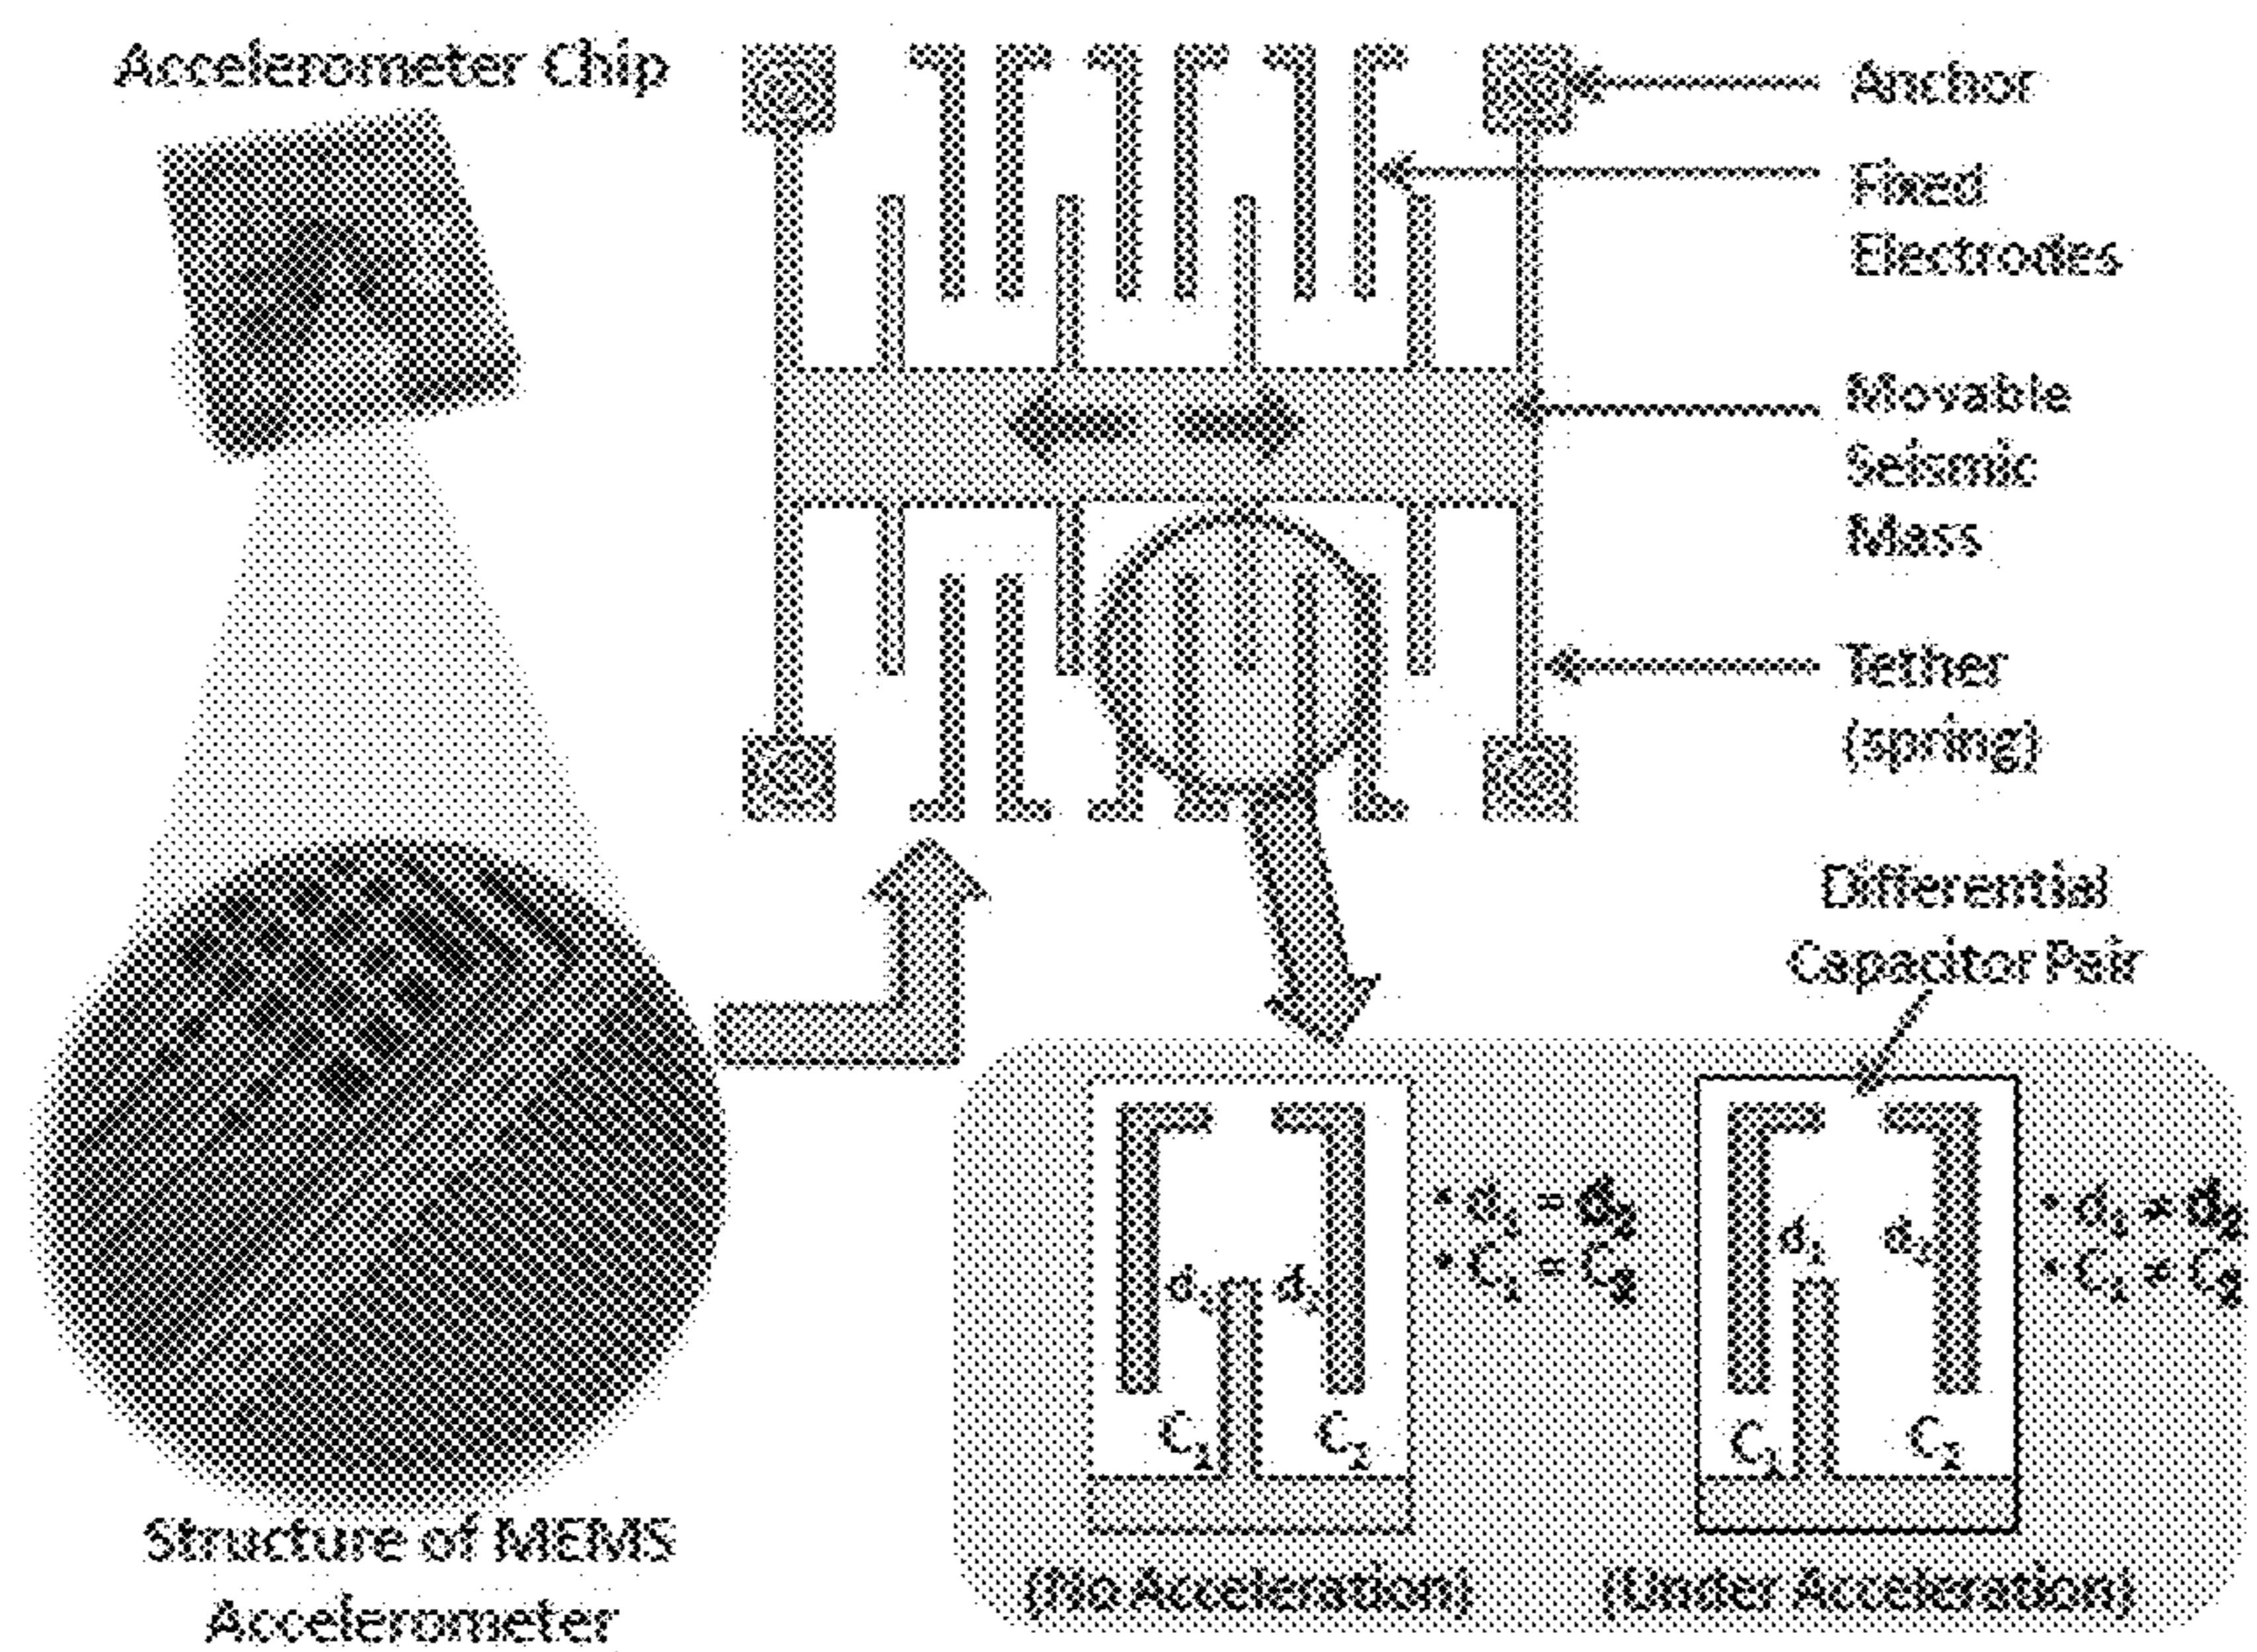 Accelerometer Chip
Anchor
Fixed
Electrodes
Movable
Seismic
Mass
Tether
(spring)
Differential
Capacitor Pair
• d₁ = d₂
• C₁ = C₂
d₁ d₂
C₁ C₂
(No Acceleration)
• d₁ ≠ d₂
• C₁ ≠ C₂
d₁ d₂
C₁ C₂
(Under Acceleration)
Structure of MEMS
Accelerometer